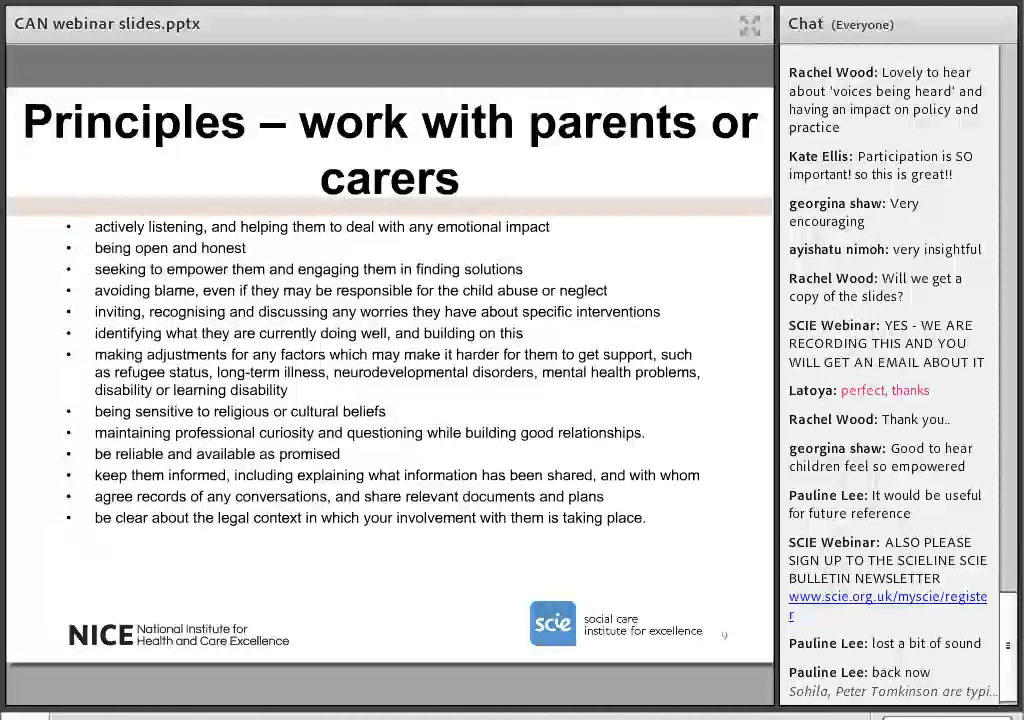 CAN webinar slides.pptx
Principles – work with parents or
carers
• actively listening, and helping them to deal with any emotional impact
• being open and honest
• seeking to empower them and engaging them in finding solutions
• avoiding blame, even if they may be responsible for the child abuse or neglect
• inviting, recognising and discussing any worries they have about specific interventions
• identifying what they are currently doing well, and building on this
• making adjustments for any factors which may make it harder for them to get support, such
as refugee status, long-term illness, neurodevelopmental disorders, mental health problems,
disability or learning disability
• being sensitive to religious or cultural beliefs
• maintaining professional curiosity and questioning while building good relationships.
• be reliable and available as promised
• keep them informed, including explaining what information has been shared, and with whom
• agree records of any conversations, and share relevant documents and plans
• be clear about the legal context in which your involvement with them is taking place.
NICE National Institute for
Health and Care Excellence
scie social care
institute for excellence
9
Chat (Everyone)
Rachel Wood: Lovely to hear
about 'voices being heard' and
having an impact on policy and
practice
Kate Ellis: Participation is SO
important! so this is great!!
georgina shaw: Very
encouraging
ayishatu nimoh: very insightful
Rachel Wood: Will we get a
copy of the slides?
SCIE Webinar: YES - WE ARE
RECORDING THIS AND YOU
WILL GET AN EMAIL ABOUT IT
Latoya: perfect, thanks
Rachel Wood: Thank you..
georgina shaw: Good to hear
children feel so empowered
Pauline Lee: It would be useful
for future reference
SCIE Webinar: ALSO PLEASE
SIGN UP TO THE SCIELINE SCIE
BULLETIN NEWSLETTER
www.scie.org.uk/myscie/registe
r
Pauline Lee: lost a bit of sound
Pauline Lee: back now
Sohila, Peter Tomkinson are typi...